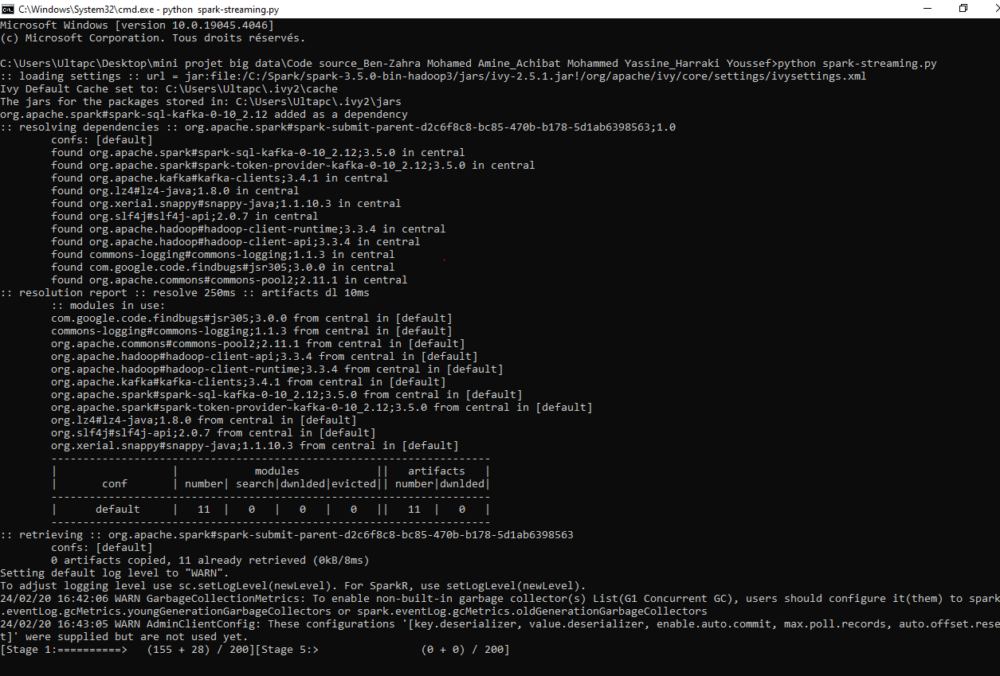 C:\Windows\System32\cmd.exe - python  spark-streaming.py
Microsoft Windows [version 10.0.19045.4046]
(c) Microsoft Corporation. Tous droits réservés.
C:\Users\Ultapc\Desktop\mini projet big data\Code source_Ben-Zahra Mohamed Amine_Achibat Mohammed Yassine_Harraki Youssef>python spark-streaming.py
:: loading settings :: url = jar:file:/C:/Spark/spark-3.5.0-bin-hadoop3/jars/ivy-2.5.1.jar!/org/apache/ivy/core/settings/ivysettings.xml
Ivy Default Cache set to: C:\Users\Ultapc\.ivy2\cache
The jars for the packages stored in: C:\Users\Ultapc\.ivy2\jars
org.apache.spark#spark-sql-kafka-0-10_2.12 added as a dependency
:: resolving dependencies :: org.apache.spark#spark-submit-parent-d2c6f8c8-bc85-470b-b178-5d1ab6398563;1.0
confs: [default]
found org.apache.spark#spark-sql-kafka-0-10_2.12;3.5.0 in central
found org.apache.spark#spark-token-provider-kafka-0-10_2.12;3.5.0 in central
found org.apache.kafka#kafka-clients;3.4.1 in central
found org.lz4#lz4-java;1.8.0 in central
found org.xerial.snappy#snappy-java;1.1.10.3 in central
found org.slf4j#slf4j-api;2.0.7 in central
found org.apache.hadoop#hadoop-client-runtime;3.3.4 in central
found org.apache.hadoop#hadoop-client-api;3.3.4 in central
found commons-logging#commons-logging;1.1.3 in central
found com.google.code.findbugs#jsr305;3.0.0 in central
found org.apache.commons#commons-pool2;2.11.1 in central
:: resolution report :: resolve 250ms :: artifacts dl 10ms
:: modules in use:
com.google.code.findbugs#jsr305;3.0.0 from central in [default]
commons-logging#commons-logging;1.1.3 from central in [default]
org.apache.commons#commons-pool2;2.11.1 from central in [default]
org.apache.hadoop#hadoop-client-api;3.3.4 from central in [default]
org.apache.hadoop#hadoop-client-runtime;3.3.4 from central in [default]
org.apache.kafka#kafka-clients;3.4.1 from central in [default]
org.apache.spark#spark-sql-kafka-0-10_2.12;3.5.0 from central in [default]
org.apache.spark#spark-token-provider-kafka-0-10_2.12;3.5.0 from central in [default]
org.lz4#lz4-java;1.8.0 from central in [default]
org.slf4j#slf4j-api;2.0.7 from central in [default]
org.xerial.snappy#snappy-java;1.1.10.3 from central in [default]
---------------------------------------------------------------------
|                  |            modules            ||   artifacts   |
|       conf       | number| search|dwnlded|evicted|| number|dwnlded|
---------------------------------------------------------------------
|      default     |   11  |   0   |   0   |   0   ||   11  |   0   |
---------------------------------------------------------------------
:: retrieving :: org.apache.spark#spark-submit-parent-d2c6f8c8-bc85-470b-b178-5d1ab6398563
confs: [default]
0 artifacts copied, 11 already retrieved (0kB/8ms)
Setting default log level to "WARN".
To adjust logging level use sc.setLogLevel(newLevel). For SparkR, use setLogLevel(newLevel).
24/02/20 16:42:06 WARN GarbageCollectionMetrics: To enable non-built-in garbage collector(s) List(G1 Concurrent GC), users should configure it(them) to spark
.eventLog.gcMetrics.youngGenerationGarbageCollectors or spark.eventLog.gcMetrics.oldGenerationGarbageCollectors
24/02/20 16:43:05 WARN AdminClientConfig: These configurations '[key.deserializer, value.deserializer, enable.auto.commit, max.poll.records, auto.offset.rese
t]' were supplied but are not used yet.
[Stage 1:==========>   (155 + 28) / 200][Stage 5:>                (0 + 0) / 200]